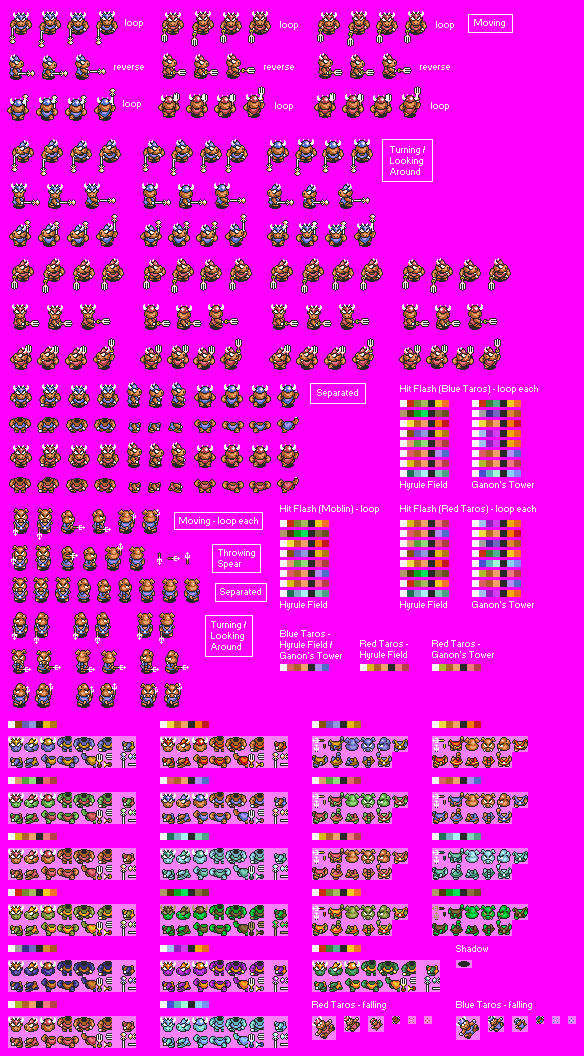 loop
loop
loop
Moving
reverse
reverse
reverse
loop
loop
loop
Turning /
Looking
Around
Separated
Hit Flash (Blue Taros) - loop each
Hyrule Field
Ganon's Tower
Moving - loop each
Hit Flash (Moblin) - loop
Hit Flash (Red Taros) - loop each
Throwing
Spear
Separated
Hyrule Field
Hyrule Field
Ganon's Tower
Turning /
Looking
Around
Blue Taros -
Hyrule Field /
Ganon's Tower
Red Taros -
Hyrule Field
Red Taros -
Ganon's Tower
Shadow
Red Taros - falling
Blue Taros - falling